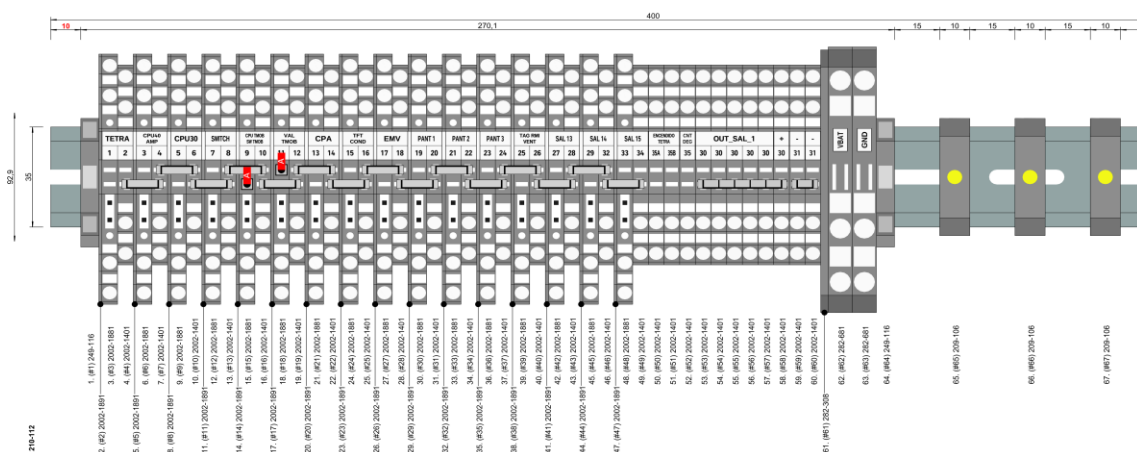 400
10
270,1
15
10
15
10
15
10
92,9
35
TETRA
CPU40
AMP
CPU30
SWITCH
CPU TMOB
SW TMOB
VAL
TMOB
CPA
TFT
COND
EMV
PANT 1
PANT 2
PANT 3
TAG RMI
VENT
SAL 13
SAL 14
SAL 15
ENCENDIDO
TETRA
CNT
DEG
OUT_SAL_1
+
-
-
1 2 3 4 5 6 7 8 9 10 11 12 13 14 15 16 17 18 19 20 21 22 23 24 25 26 27 28 29 32 33 34 35A 35B 35 30 30 30 30 30 30 31 31
A
A
VBAT
GND
210-112
1. (#1) 249-116
2. (#2) 2002-1891
3. (#3) 2002-1881
4. (#4) 2002-1401
5. (#5) 2002-1891
6. (#6) 2002-1881
7. (#7) 2002-1401
8. (#8) 2002-1891
9. (#9) 2002-1881
10. (#10) 2002-1401
11. (#11) 2002-1891
12. (#12) 2002-1881
13. (#13) 2002-1401
14. (#14) 2002-1891
15. (#15) 2002-1881
16. (#16) 2002-1401
17. (#17) 2002-1891
18. (#18) 2002-1881
19. (#19) 2002-1401
20. (#20) 2002-1891
21. (#21) 2002-1881
22. (#22) 2002-1401
23. (#23) 2002-1891
24. (#24) 2002-1881
25. (#25) 2002-1401
26. (#26) 2002-1891
27. (#27) 2002-1881
28. (#28) 2002-1401
29. (#29) 2002-1891
30. (#30) 2002-1881
31. (#31) 2002-1401
32. (#32) 2002-1891
33. (#33) 2002-1881
34. (#34) 2002-1401
35. (#35) 2002-1891
36. (#36) 2002-1881
37. (#37) 2002-1401
38. (#38) 2002-1891
39. (#39) 2002-1881
40. (#40) 2002-1401
41. (#41) 2002-1891
42. (#42) 2002-1881
43. (#43) 2002-1401
44. (#44) 2002-1891
45. (#45) 2002-1881
46. (#46) 2002-1401
47. (#47) 2002-1891
48. (#48) 2002-1881
49. (#49) 2002-1401
50. (#50) 2002-1401
51. (#51) 2002-1401
52. (#52) 2002-1401
53. (#53) 2002-1401
54. (#54) 2002-1401
55. (#55) 2002-1401
56. (#56) 2002-1401
57. (#57) 2002-1401
58. (#58) 2002-1401
59. (#59) 2002-1401
60. (#60) 2002-1401
61. (#61) 282-308
62. (#62) 282-681
63. (#63) 282-681
64. (#64) 249-116
65. (#65) 209-106
66. (#66) 209-106
67. (#67) 209-106